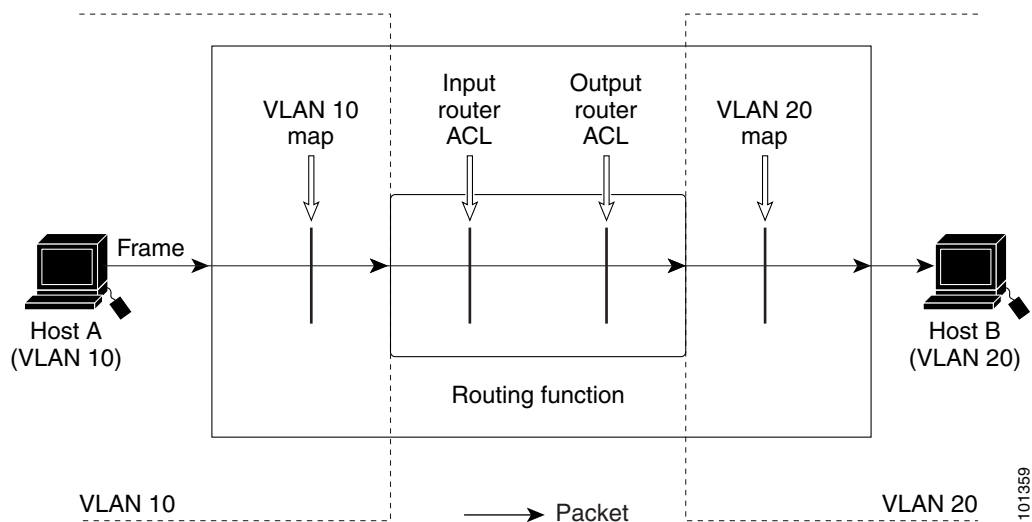 VLAN 10
map
Input
router
ACL
Output
router
ACL
VLAN 20
map
Frame
Host A
(VLAN 10)
Host B
(VLAN 20)
Routing function
VLAN 10
Packet
VLAN 20
101359